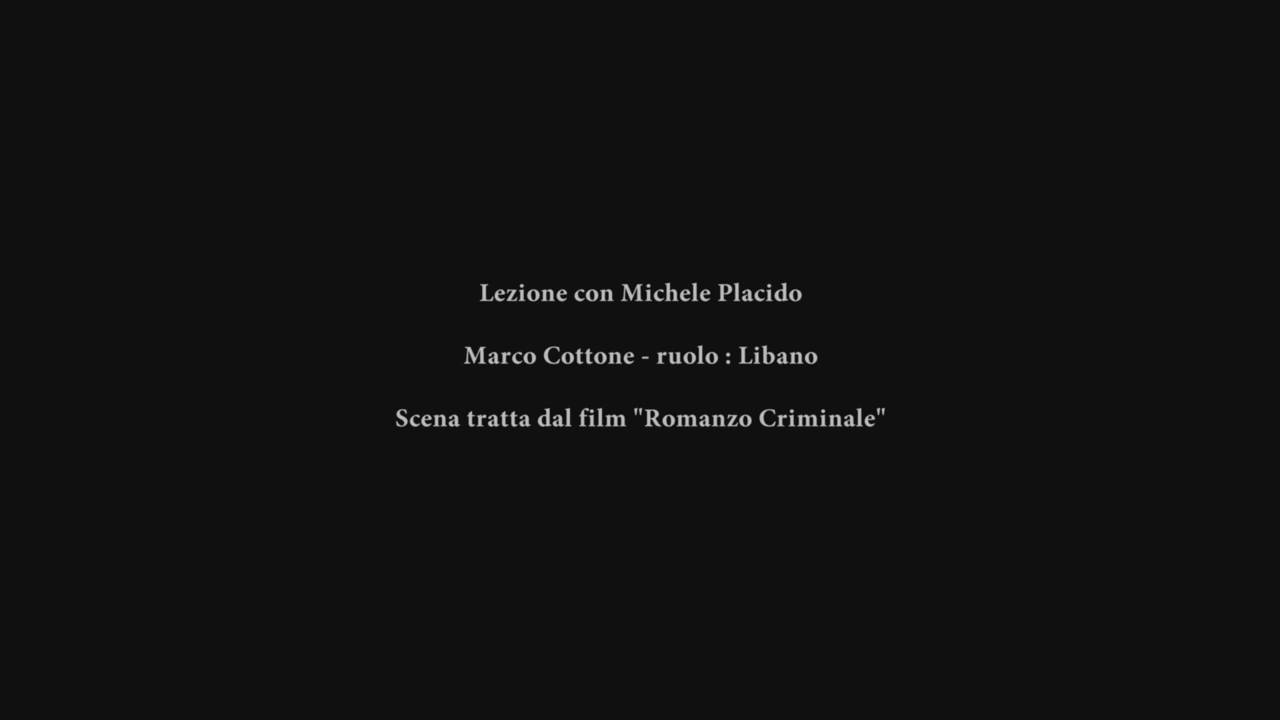 Lezione con Michele Placido
Marco Cottone - ruolo : Libano
Scena tratta dal film "Romanzo Criminale"